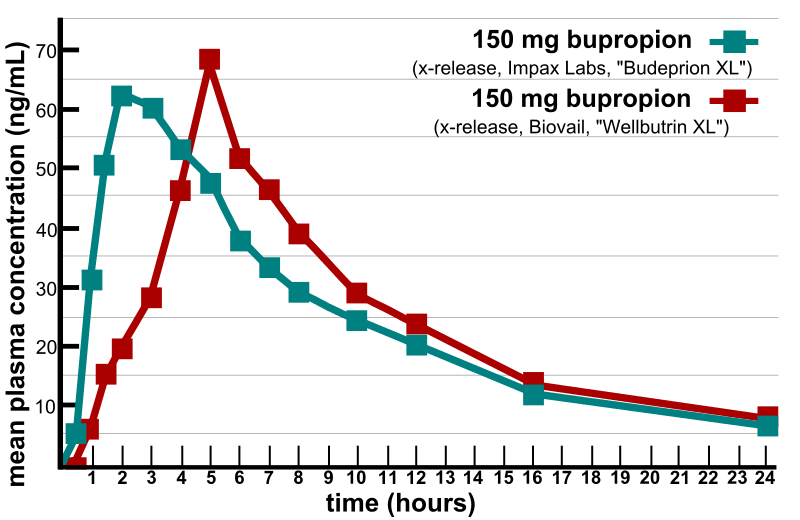 150 mg bupropion
(x-release, Impax Labs, "Budeprion XL")
150 mg bupropion
(x-release, Biovail, "Wellbutrin XL")
mean plasma concentration (ng/mL)
70
60
50
40
30
20
10
1 2 3 4 5 6 7 8 9 10 11 12 13 14 15 16 17 18 19 20 21 22 23 24
time (hours)